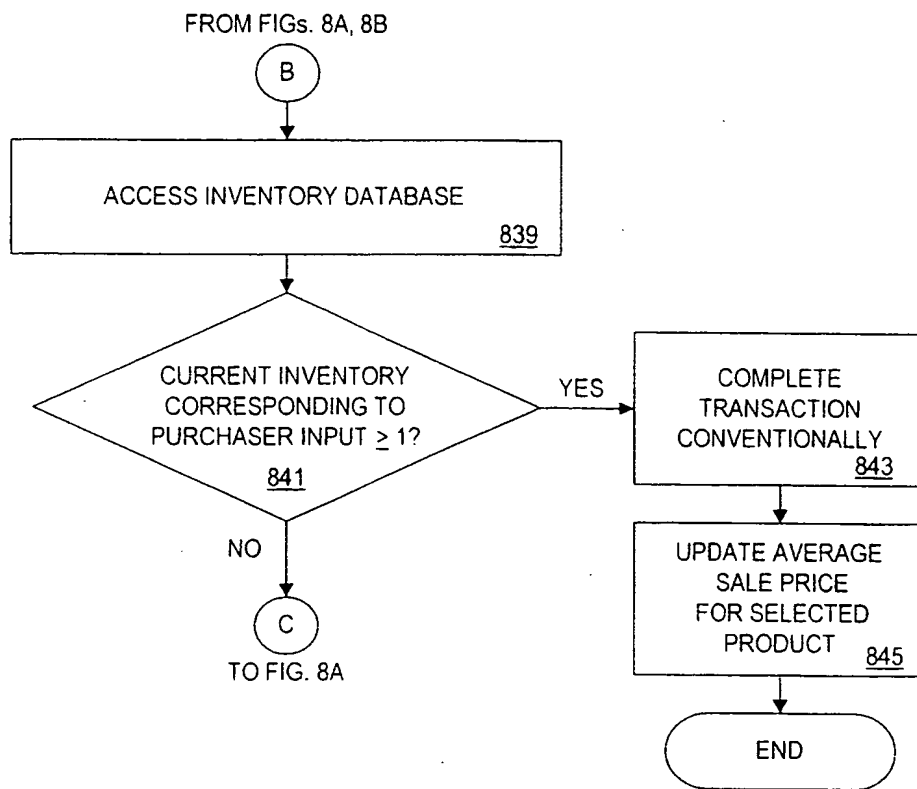 FROM FIGs. 8A, 8B
B
ACCESS INVENTORY DATABASE
839
CURRENT INVENTORY
CORRESPONDING TO
PURCHASER INPUT ≥ 1?
841
YES
COMPLETE
TRANSACTION
CONVENTIONALLY
843
NO
UPDATE AVERAGE
SALE PRICE
FOR SELECTED
PRODUCT
845
C
TO FIG. 8A
END